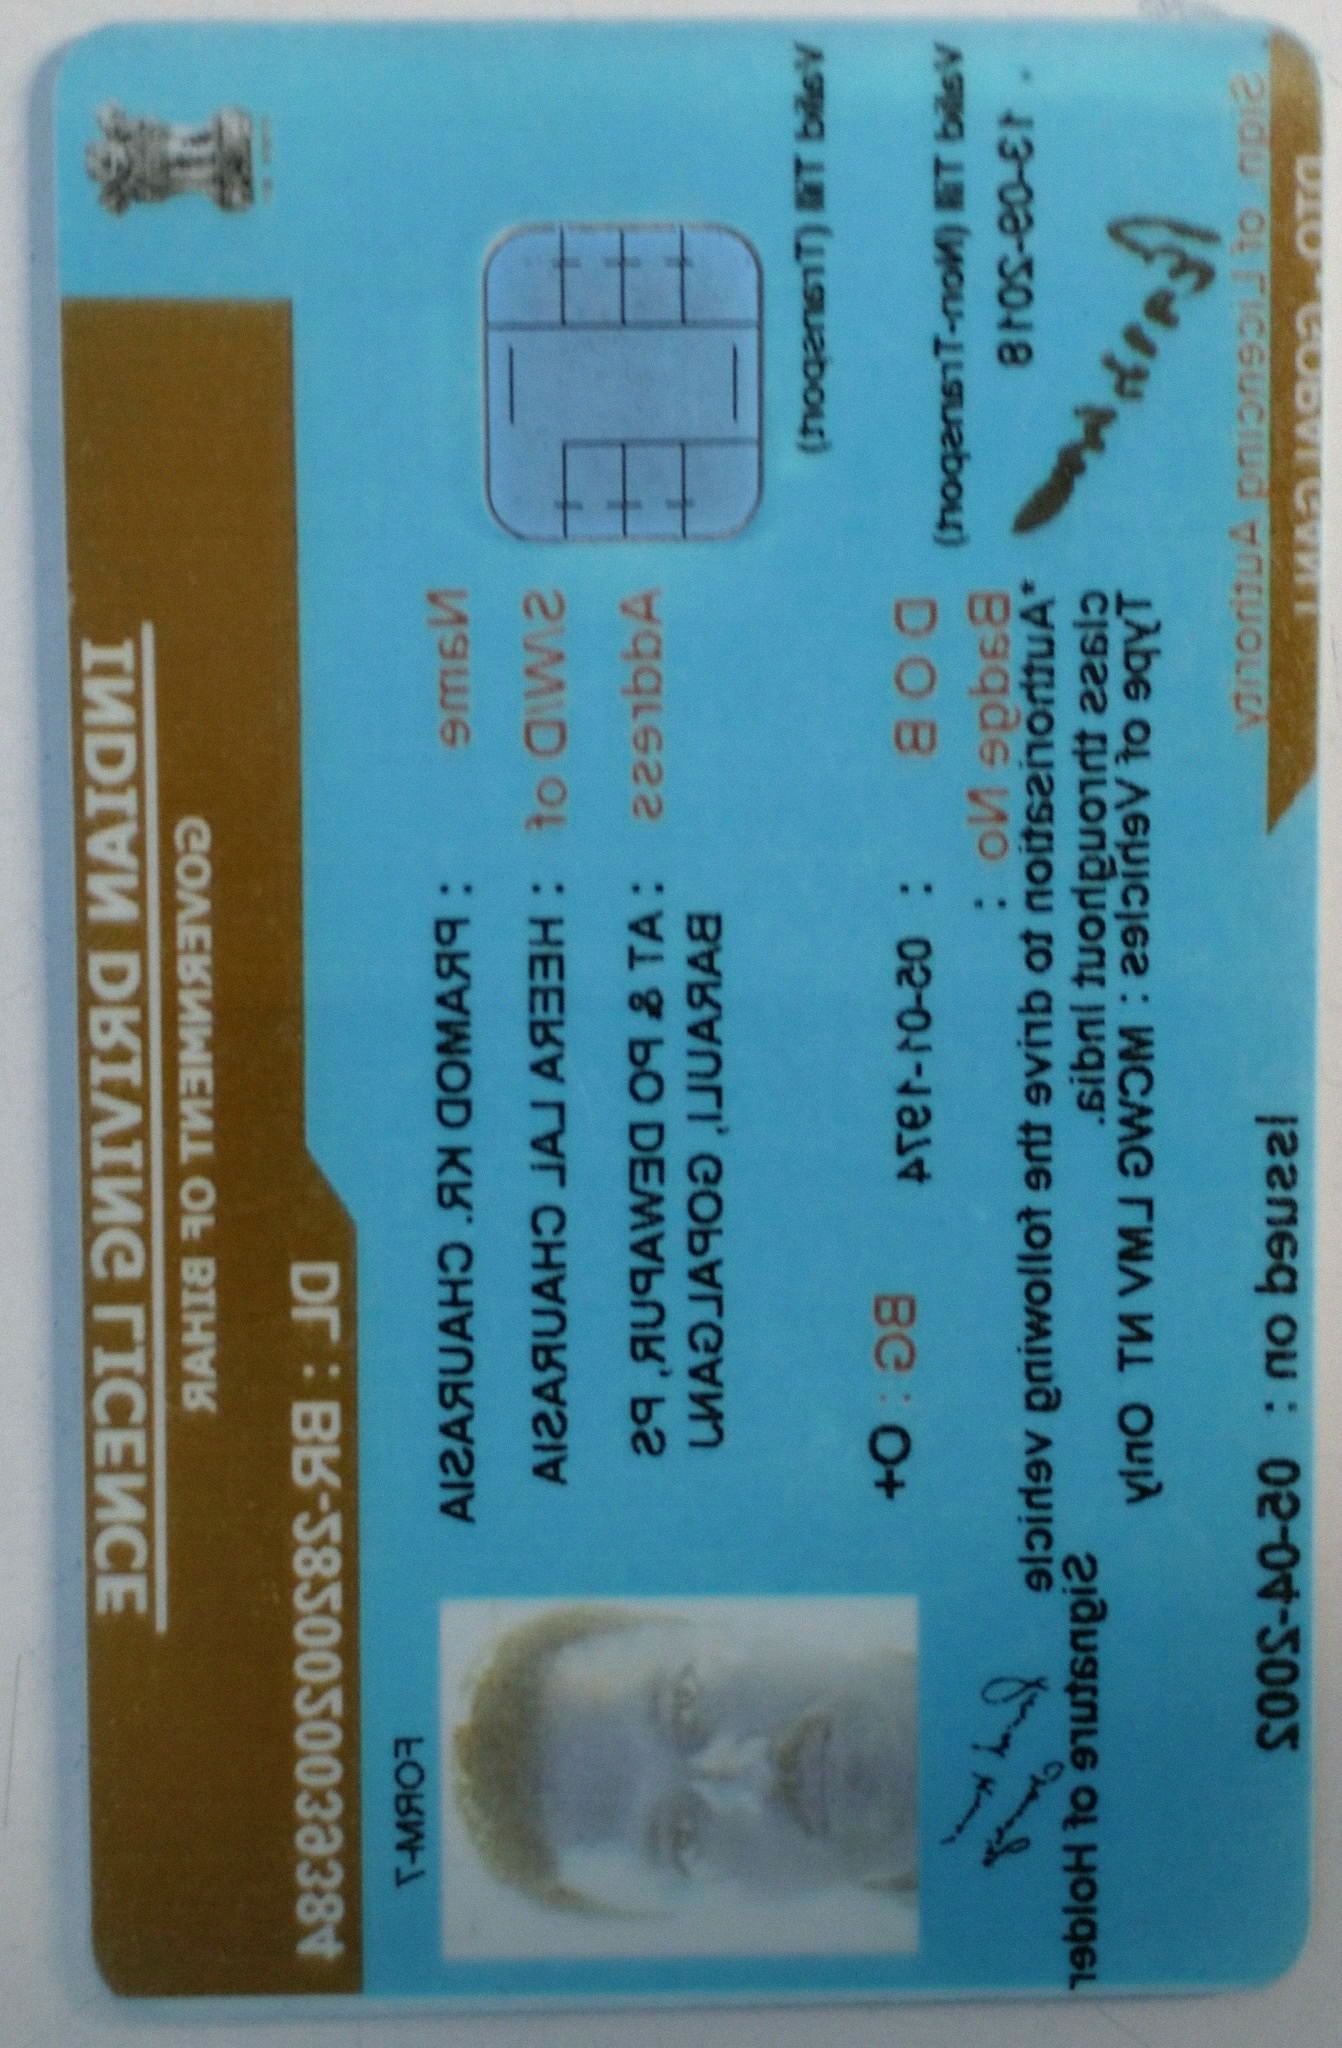 INDIAN DRIVING LICENCE
GOVERNMENT OF BIHAR
DL : BR-2820020039384
FORM-7
Name : PRAMOD KR. CHAURASIA
S/W/D of : HEERA LAL CHAURASIA
Address : AT & PO DEWAPUR, PS
BARAULI, GOPALGANJ
Valid Till (Transport)
D O B : 05-01-1974 BG : O+
Valid Till (Non-Transport)
13-09-2018
Badge No :
*Authorisation to drive the following vehicle
class throughout India.
Type of Vehicles : MCWG LMV NT Only
Signature of Holder
Sign of Licencing Authority
Issued on : 05-04-2002
DTO : GOPALGANJ